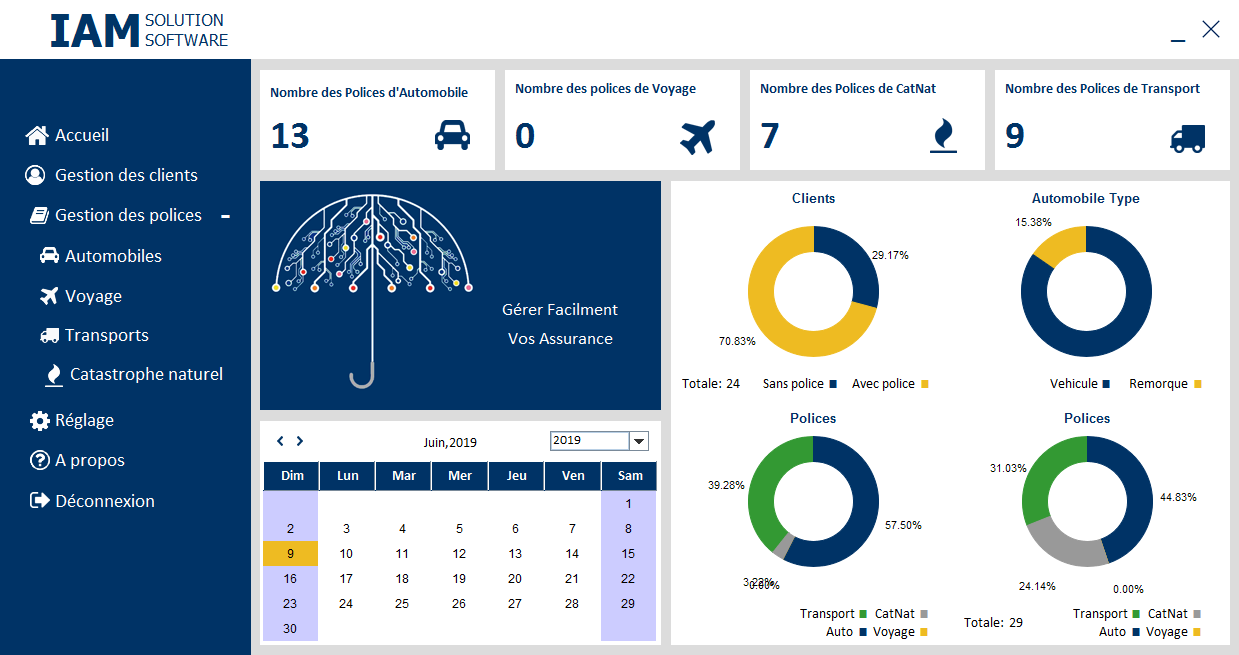 IAM SOLUTION
SOFTWARE
Accueil
Gestion des clients
Gestion des polices -
Automobiles
Voyage
Transports
Catastrophe naturel
Réglage
A propos
Déconnexion
Nombre des Polices d'Automobile
13
Nombre des polices de Voyage
0
Nombre des Polices de CatNat
7
Nombre des Polices de Transport
9
Gérer Facilment
Vos Assurance
< > Juin,2019 2019
Dim Lun Mar Mer Jeu Ven Sam
1
2 3 4 5 6 7 8
9 10 11 12 13 14 15
16 17 18 19 20 21 22
23 24 25 26 27 28 29
30
Clients
29.17%
70.83%
Totale: 24 Sans police Avec police
Automobile Type
15.38%
Vehicule Remorque
Polices
39.28%
57.50%
0.00%
Transport CatNat
Auto Voyage
Polices
31.03%
44.83%
24.14%
0.00%
Totale: 29
Transport CatNat
Auto Voyage